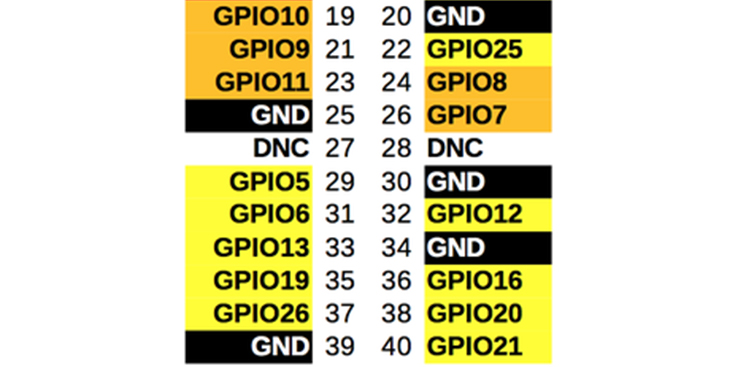 GPIO10 19 20 GND
GPIO9 21 22 GPIO25
GPIO11 23 24 GPIO8
GND 25 26 GPIO7
DNC 27 28 DNC
GPIO5 29 30 GND
GPIO6 31 32 GPIO12
GPIO13 33 34 GND
GPIO19 35 36 GPIO16
GPIO26 37 38 GPIO20
GND 39 40 GPIO21